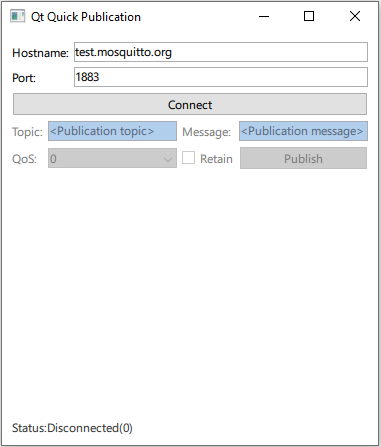 Qt Quick Publication
Hostname: test.mosquitto.org
Port: 1883
Connect
Topic: <Publication topic> Message: <Publication message>
QoS: 0 Retain Publish
Status:Disconnected(0)